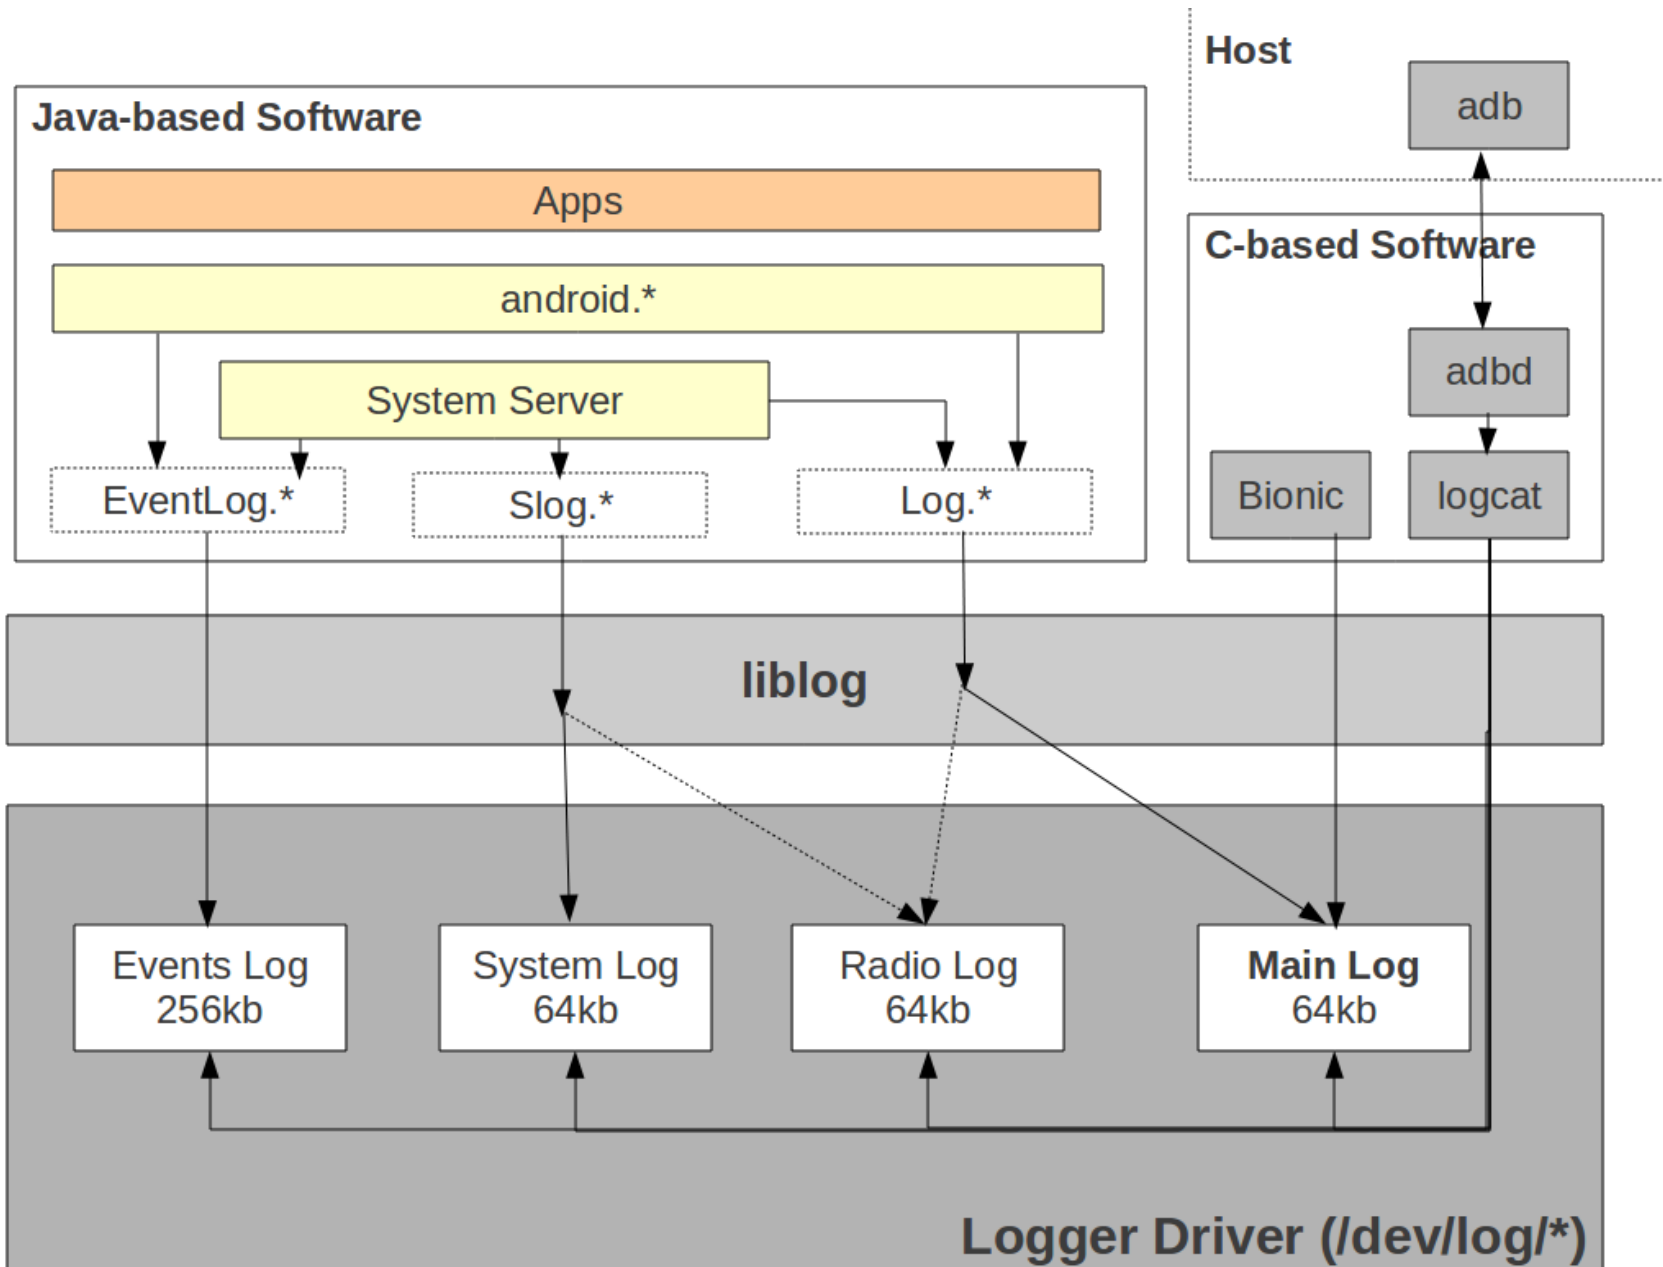 Host
adb
Java-based Software
Apps
android.*
System Server
EventLog.*
Slog.*
Log.*
C-based Software
adbd
Bionic
logcat
liblog
Events Log
256kb
System Log
64kb
Radio Log
64kb
Main Log
64kb
Logger Driver (/dev/log/*)